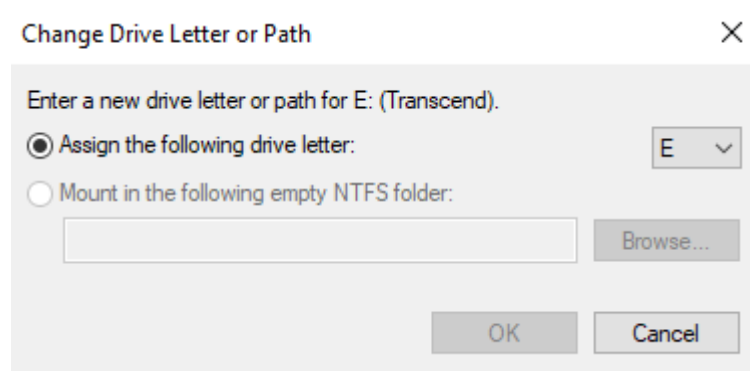 Change Drive Letter or Path
Enter a new drive letter or path for E: (Transcend).
Assign the following drive letter: E
Mount in the following empty NTFS folder:
Browse...
OK Cancel